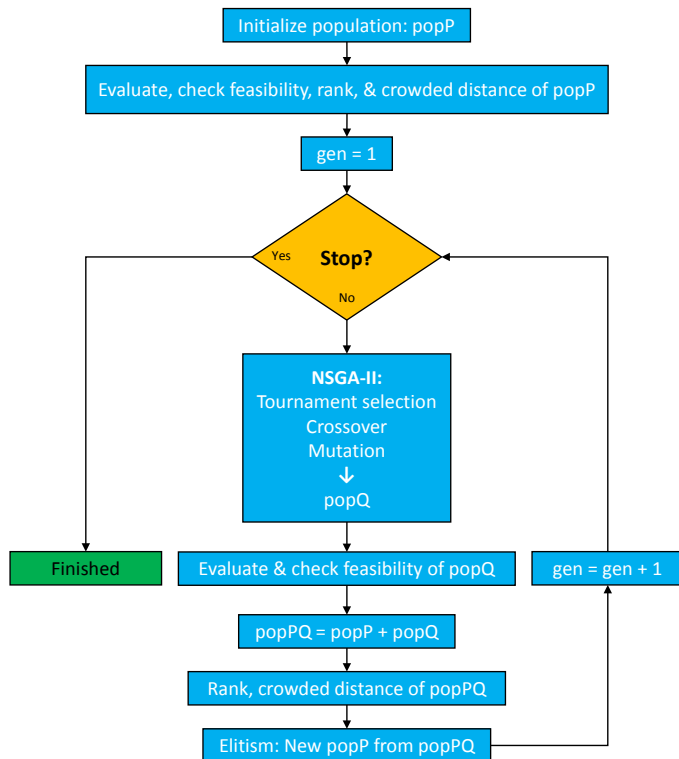 Initialize population: popP
Evaluate, check feasibility, rank, & crowded distance of popP
gen = 1
Stop?
Yes
No
NSGA-II:
Tournament selection
Crossover
Mutation
↓
popQ
Finished
Evaluate & check feasibility of popQ
gen = gen + 1
popPQ = popP + popQ
Rank, crowded distance of popPQ
Elitism: New popP from popPQ